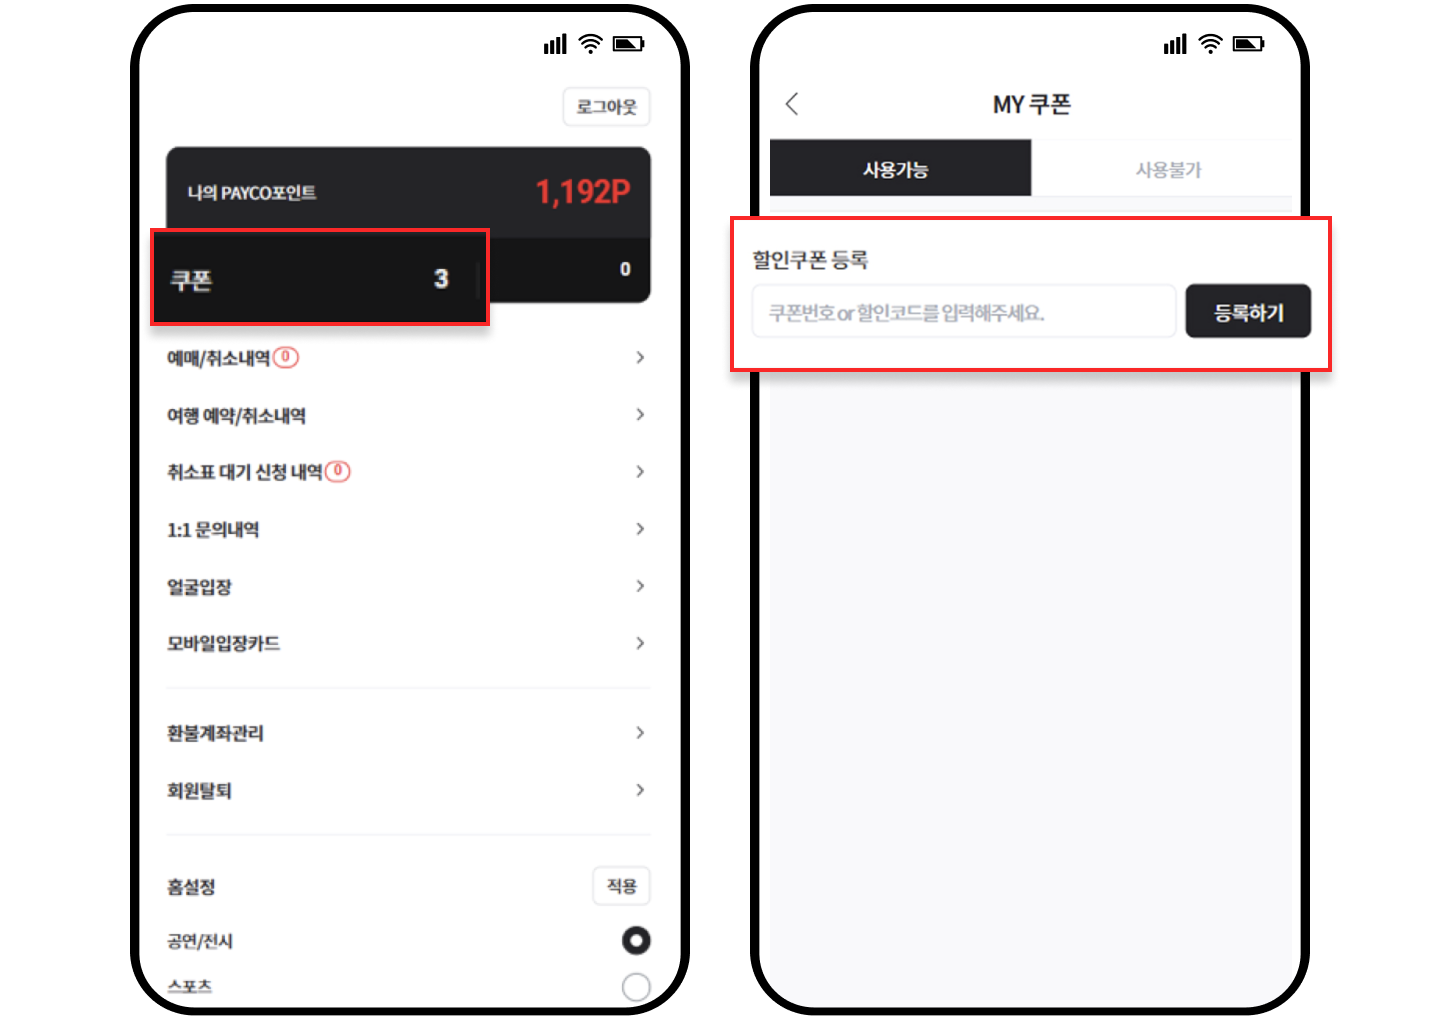 로그아웃
나의 PAYCO포인트 1,192P
쿠폰 3 0
예매/취소내역 0
여행 예약/취소내역
취소표 대기 신청 내역 0
1:1 문의내역
얼굴입장
모바일입장카드
환불계좌관리
회원탈퇴
홈설정 적용
공연/전시
스포츠
MY 쿠폰
사용가능 사용불가
할인쿠폰 등록
쿠폰번호 or 할인코드를 입력해주세요. 등록하기